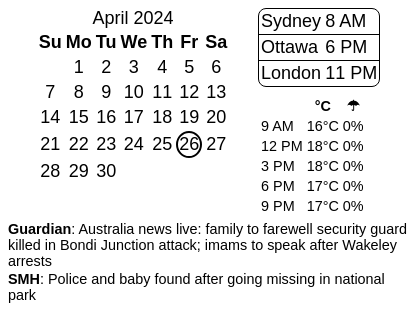 April 2024
Su Mo Tu We Th Fr Sa
1 2 3 4 5 6
7 8 9 10 11 12 13
14 15 16 17 18 19 20
21 22 23 24 25 26 27
28 29 30
Sydney 8 AM
Ottawa 6 PM
London 11 PM
°C ☂
9 AM 16°C 0%
12 PM 18°C 0%
3 PM 18°C 0%
6 PM 17°C 0%
9 PM 17°C 0%
Guardian: Australia news live: family to farewell security guard
killed in Bondi Junction attack; imams to speak after Wakeley
arrests
SMH: Police and baby found after going missing in national
park